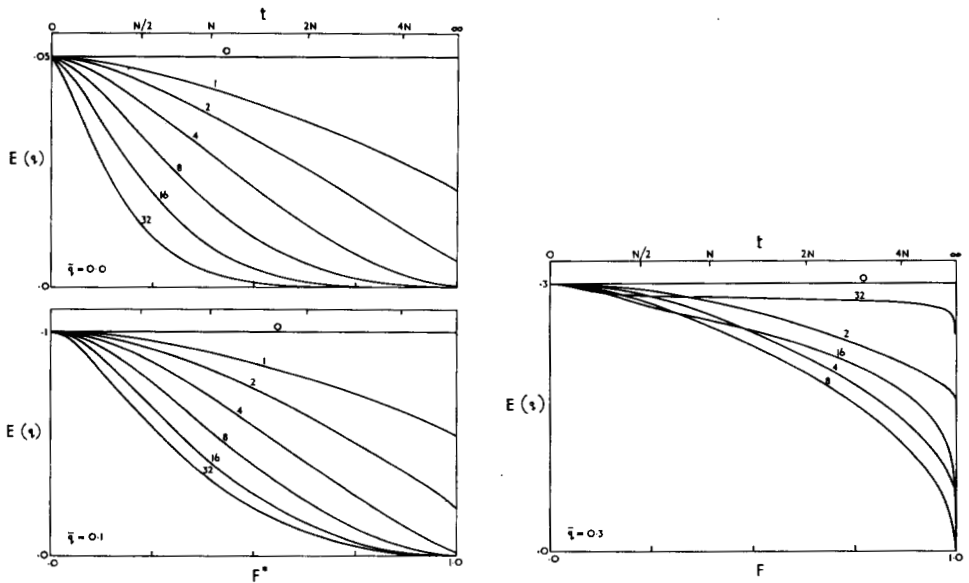 t
O N/2 N 2N 4N ∞
·05
O
1
2
4
8
16
32
E (q)
q̄ = 0·0
·0
·1
O
1
2
4
8
16
32
E (q)
q̄ = 0·1
·0
·0 1·0
F*
t
O N/2 N 2N 4N ∞
·3
O
32
2
16
4
8
E (q)
q̄ = 0·3
·0
·0 1·0
F